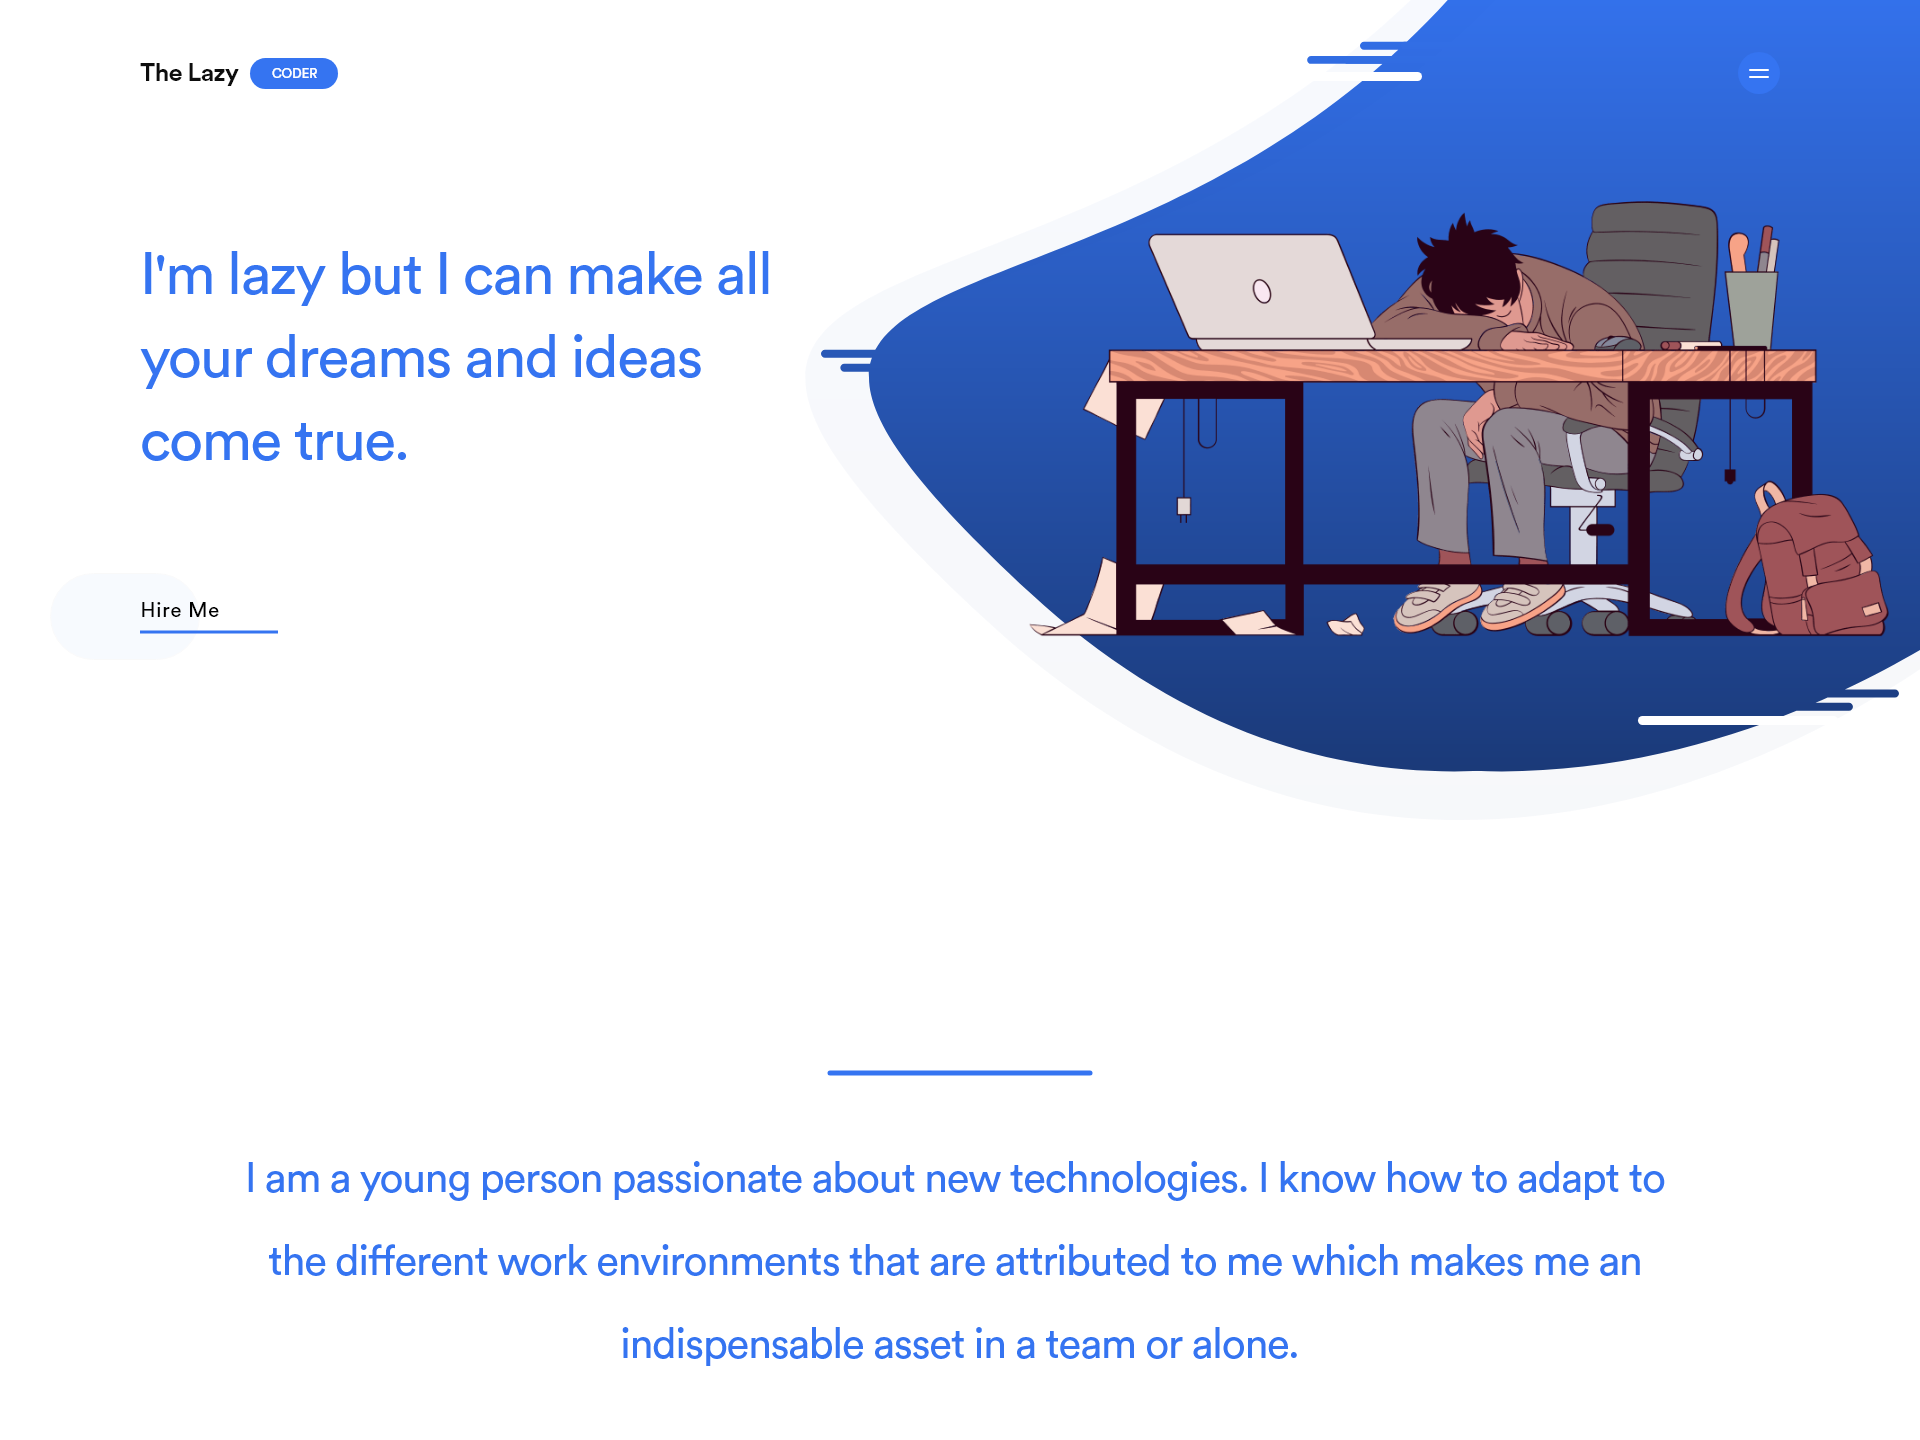 The Lazy CODER
I'm lazy but I can make all
your dreams and ideas
come true.
Hire Me
I am a young person passionate about new technologies. I know how to adapt to
the different work environments that are attributed to me which makes me an
indispensable asset in a team or alone.